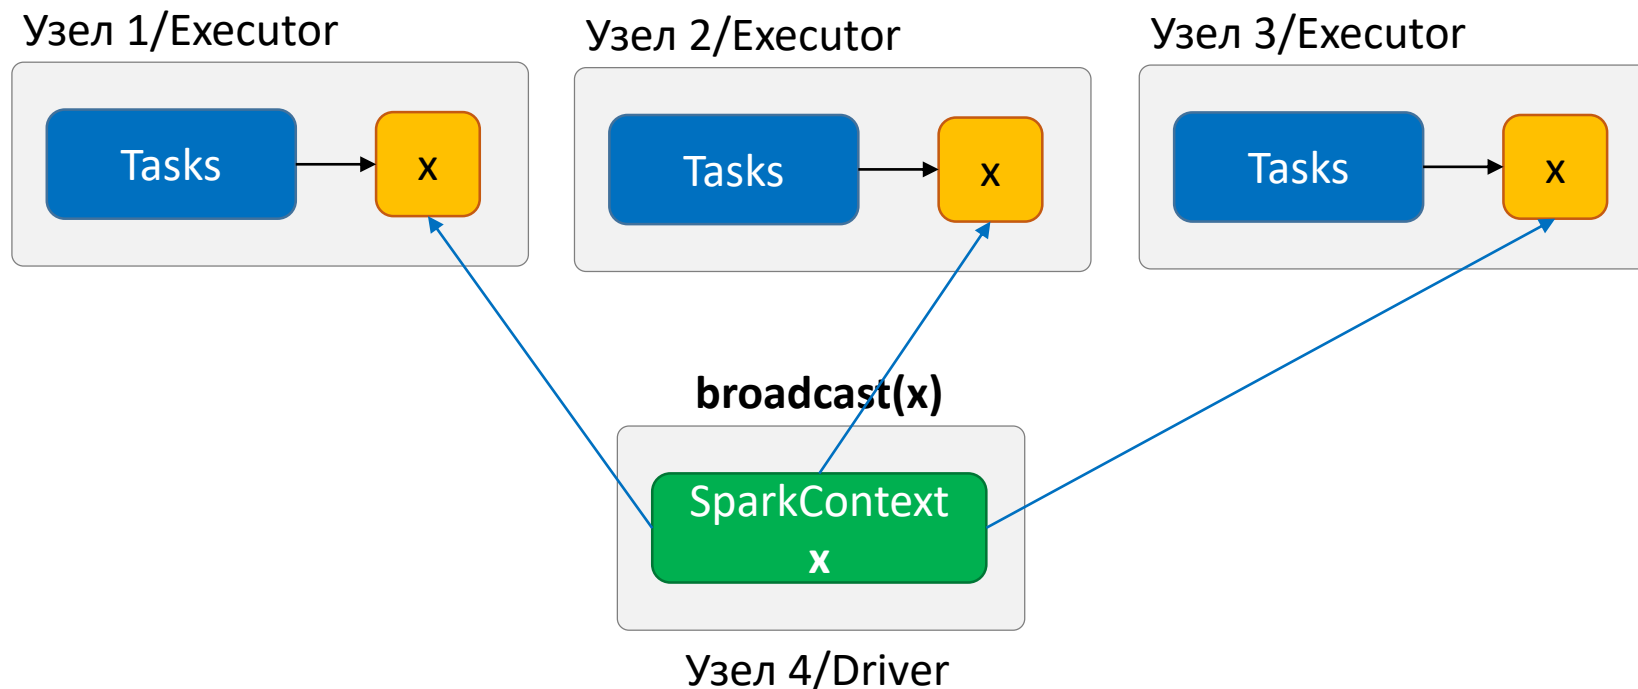 Узел 1/Executor
Узел 2/Executor
Узел 3/Executor
Tasks
x
Tasks
x
Tasks
x
broadcast(x)
SparkContext
x
Узел 4/Driver